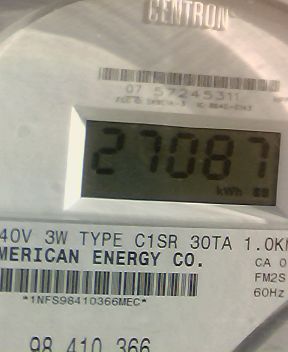 CENTRON
07 57245311
27087
kWh
40V 3W TYPE C1SR 30TA 1.0K
MERICAN ENERGY CO.
CA 0
FM2S
60Hz
*1NFS98410366MEC*
98 410 366